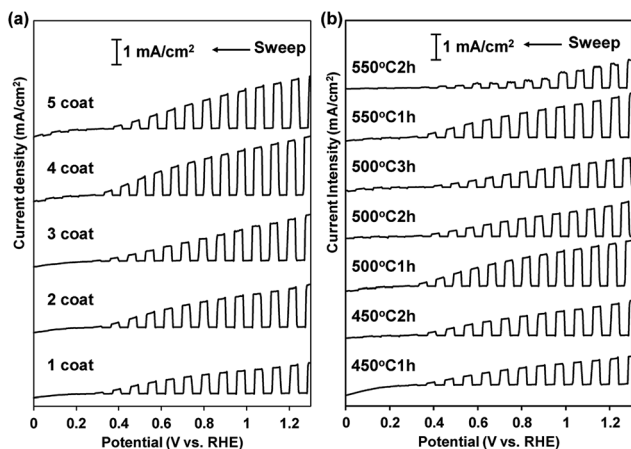 (a)
1 mA/cm²
Sweep
5 coat
4 coat
3 coat
2 coat
1 coat
Current density (mA/cm²)
0 0.2 0.4 0.6 0.8 1 1.2
Potential (V vs. RHE)
(b)
1 mA/cm²
Sweep
550°C2h
550°C1h
500°C3h
500°C2h
500°C1h
450°C2h
450°C1h
Current Intensity (mA/cm²)
0 0.2 0.4 0.6 0.8 1 1.2
Potential (V vs. RHE)